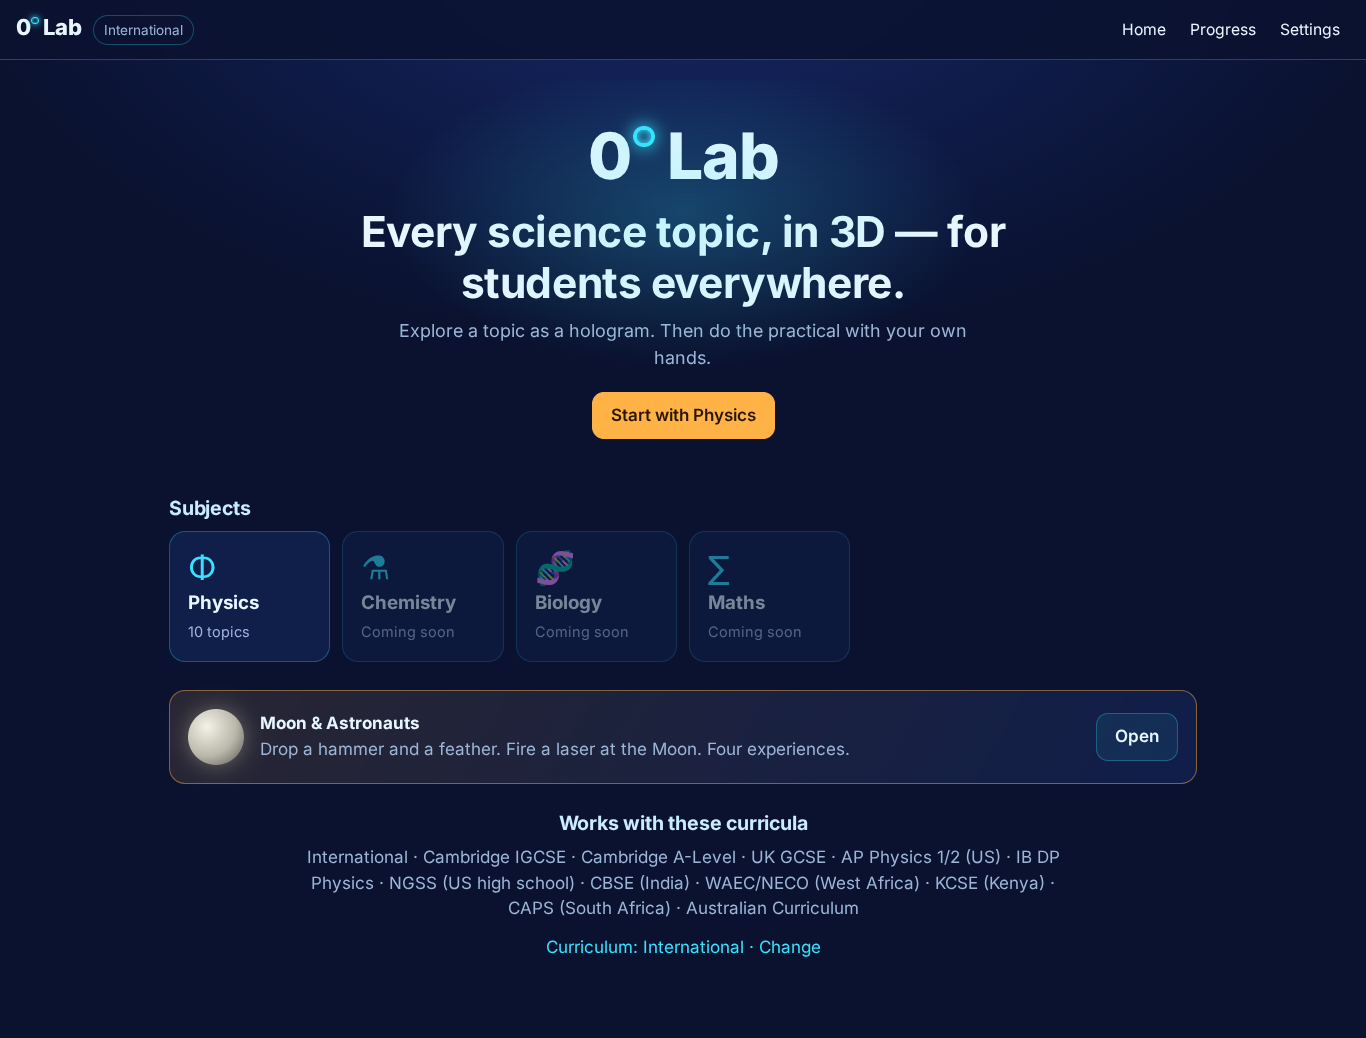 0° Lab
International
Home
Progress
Settings
0° Lab
Every science topic, in 3D — for
students everywhere.
Explore a topic as a hologram. Then do the practical with your own
hands.
Start with Physics
Subjects
Φ
Physics
10 topics
⚗
Chemistry
Coming soon
🧬
Biology
Coming soon
∑
Maths
Coming soon
Moon & Astronauts
Drop a hammer and a feather. Fire a laser at the Moon. Four experiences.
Open
Works with these curricula
International · Cambridge IGCSE · Cambridge A-Level · UK GCSE · AP Physics 1/2 (US) · IB DP
Physics · NGSS (US high school) · CBSE (India) · WAEC/NECO (West Africa) · KCSE (Kenya) ·
CAPS (South Africa) · Australian Curriculum
Curriculum: International · Change